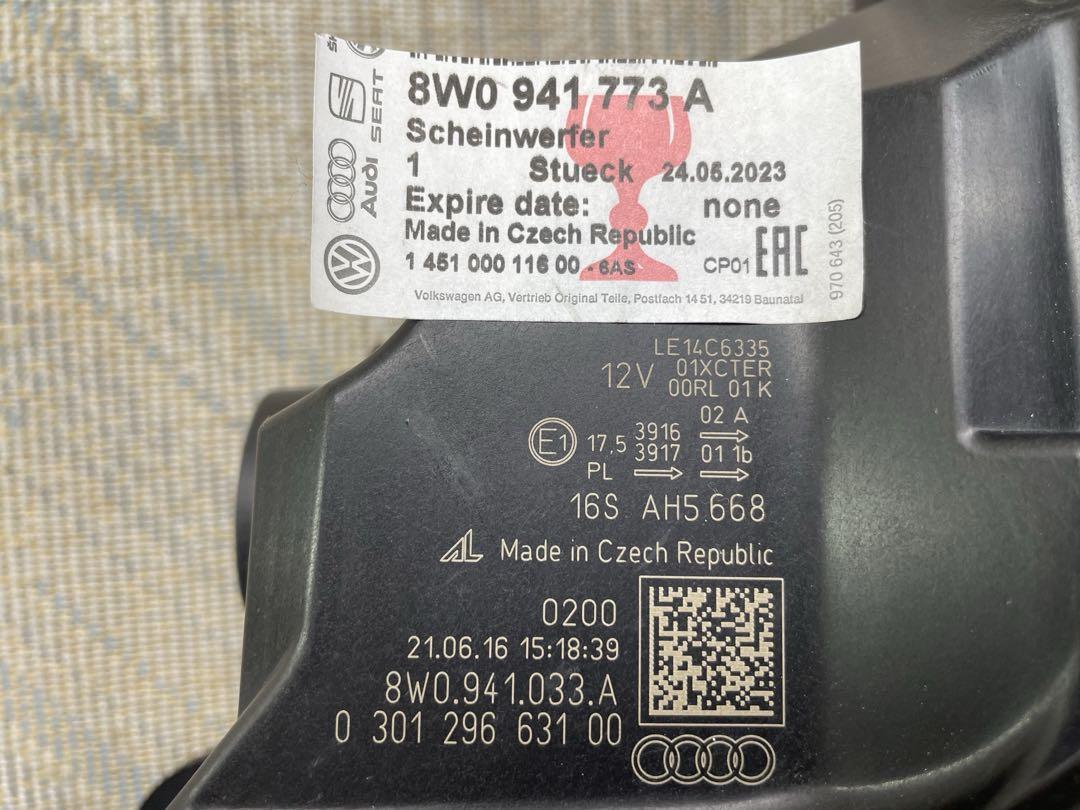 8W0 941 773 A
Scheinwerfer
1 Stueck 24.05.2023
Expire date: none
Made in Czech Republic
1 451 000 116 00 - 6AS CP01 EAC
Volkswagen AG, Vertrieb Original Teile, Postfach 14 51, 34219 Baunatal
970 643 (205)
SEAT
Audi
LE14C6335
12V 01XCTER
00RL 01K
02 A
E1 17.5 3916
3917 01 1b
PL
16S AH5.668
AL Made in Czech Republic
0200
21.06.16 15:18:39
8W0.941.033.A
0 301 296 631 00